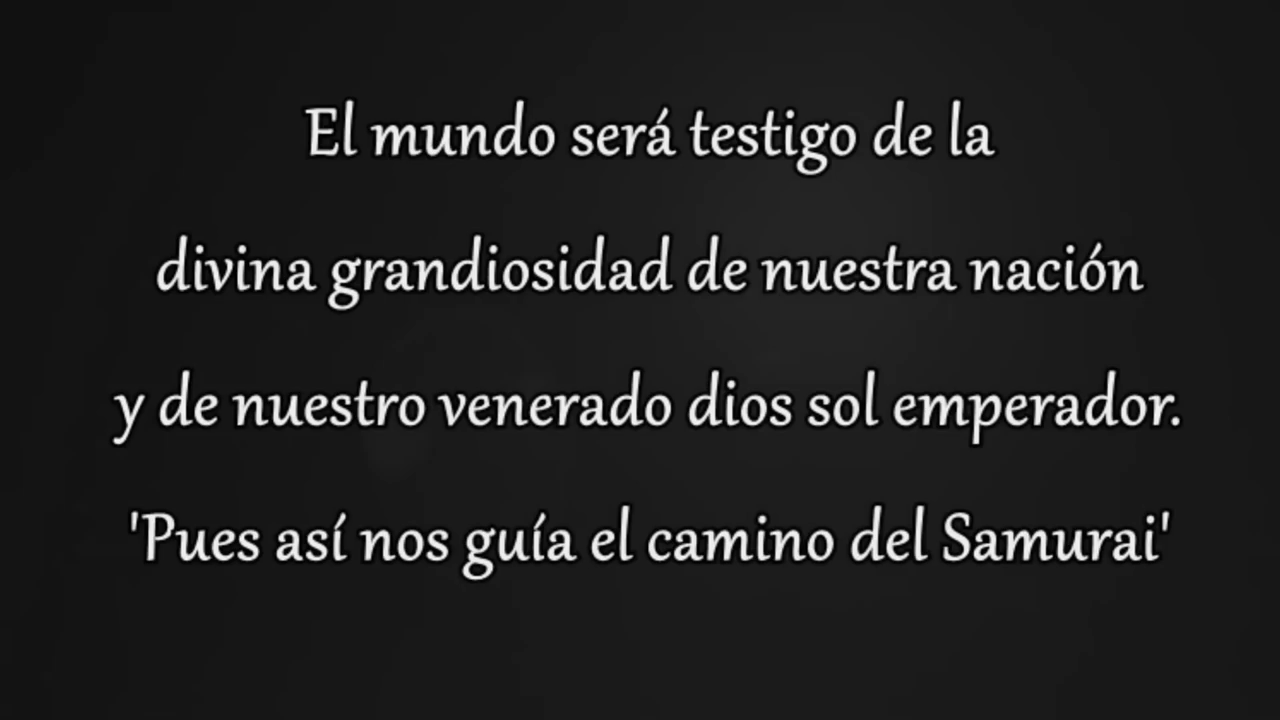 El mundo será testigo de la
divina grandiosidad de nuestra nación
y de nuestro venerado dios sol emperador.
'Pues así nos guía el camino del Samurai'